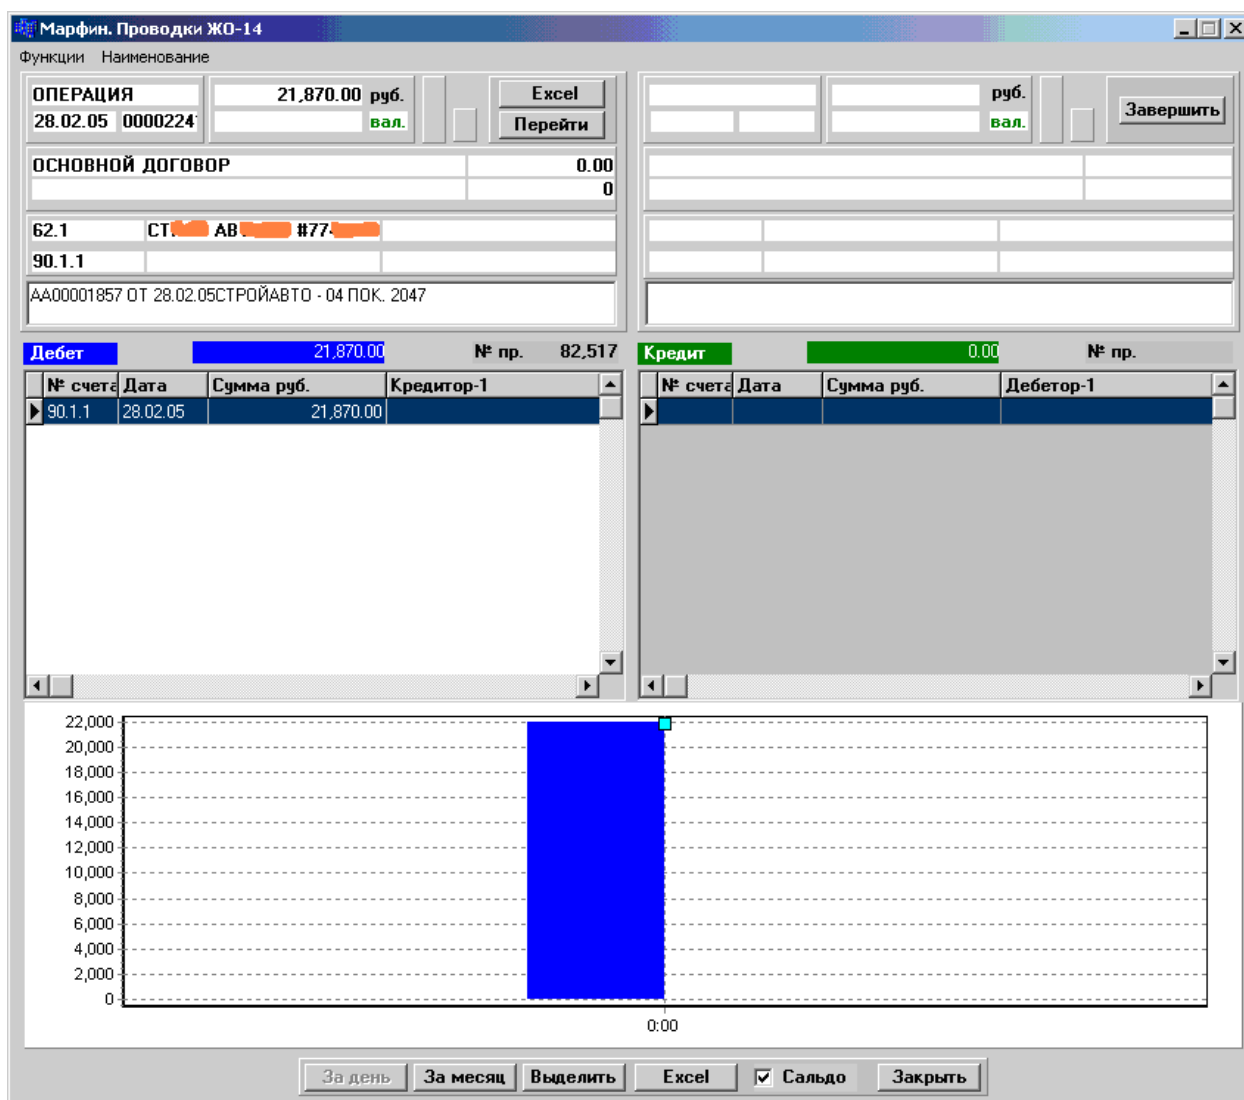 Марфин. Проводки ЖО-14
Функции Наименование
ОПЕРАЦИЯ 21,870.00 руб. Excel
28.02.05 0000224 вал. Перейти
руб. Завершить
вал.
ОСНОВНОЙ ДОГОВОР 0.00
0
62.1 СТ АВ #77
90.1.1
АА00001857 ОТ 28.02.05СТРОЙАВТО - 04 ПОК. 2047
Дебет 21,870.00 № пр. 82,517
№ счета Дата Сумма руб. Кредитор-1
90.1.1 28.02.05 21,870.00
Кредит 0.00 № пр.
№ счета Дата Сумма руб. Дебетор-1
22,000
20,000
18,000
16,000
14,000
12,000
10,000
8,000
6,000
4,000
2,000
0
0:00
За день За месяц Выделить Excel Сальдо Закрыть